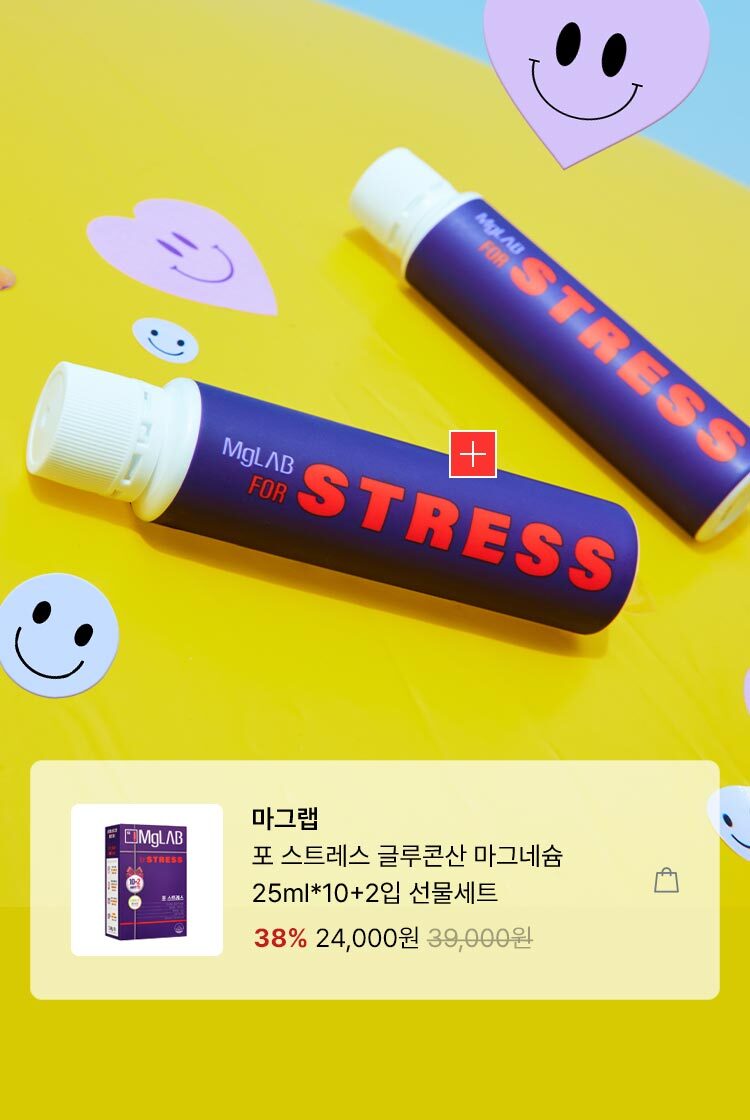 MgLAB
FOR STRESS
MgLAB
FOR STRESS
MgLAB
STRESS
10+2
포 스트레스
마그랩
포 스트레스 글루콘산 마그네슘
25ml*10+2입 선물세트
38% 24,000원 39,000원